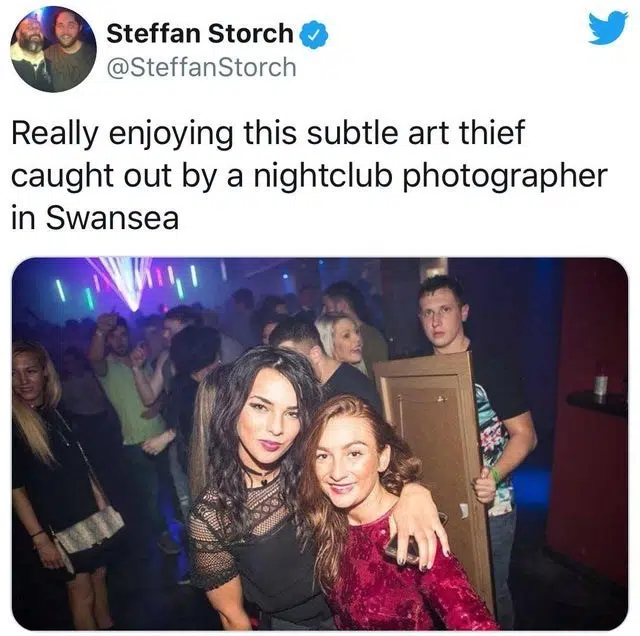 Steffan Storch
@SteffanStorch
Really enjoying this subtle art thief
caught out by a nightclub photographer
in Swansea